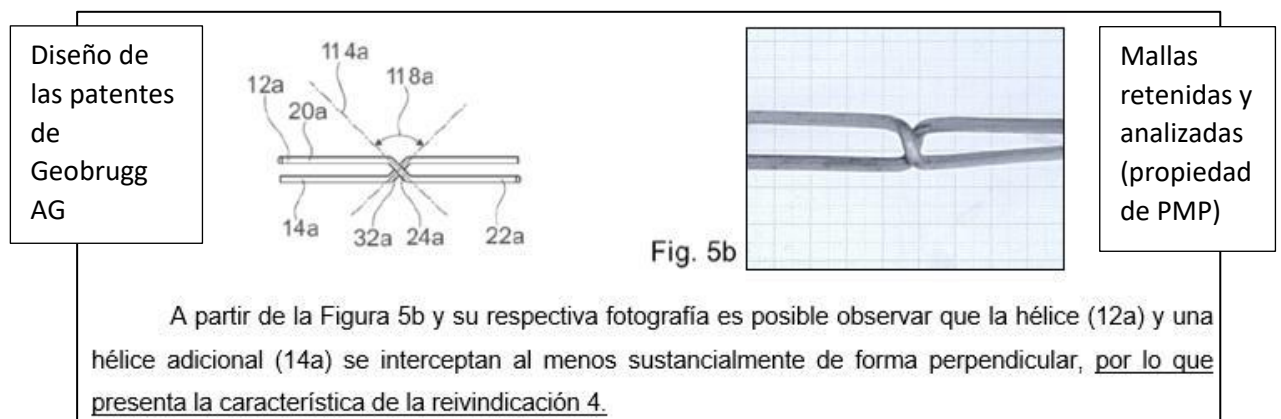 Diseño de
las patentes
de
Geobrugg
AG
114a
118a
12a
20a
14a
32a
24a
22a
Fig. 5b
Mallas
retenidas y
analizadas
(propiedad
de PMP)
A partir de la Figura 5b y su respectiva fotografía es posible observar que la hélice (12a) y una
hélice adicional (14a) se interceptan al menos sustancialmente de forma perpendicular, por lo que
presenta la característica de la reivindicación 4.